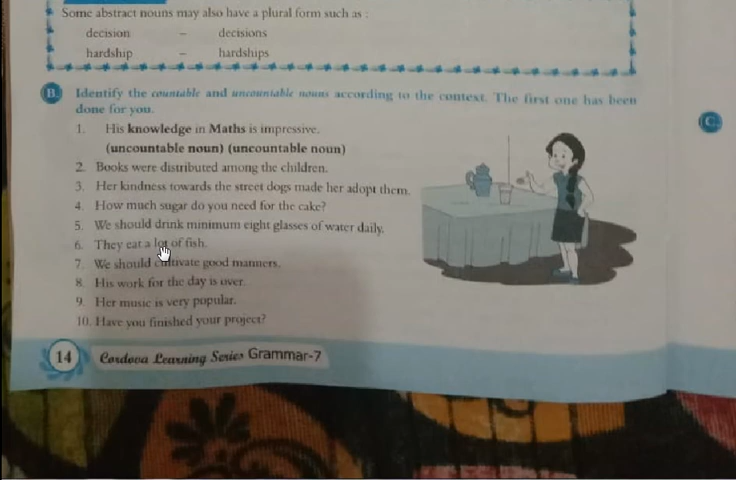 Some abstract nouns may also have a plural form such as :
decision – decisions
hardship – hardships
B. Identify the countable and uncountable nouns according to the context. The first one has been
done for you.
1. His knowledge in Maths is impressive.
(uncountable noun) (uncountable noun)
2. Books were distributed among the children.
3. Her kindness towards the street dogs made her adopt them.
4. How much sugar do you need for the cake?
5. We should drink minimum eight glasses of water daily.
6. They eat a lot of fish.
7. We should cultivate good manners.
8. His work for the day is over.
9. Her music is very popular.
10. Have you finished your project?
14 Cordova Learning Series Grammar-7
C.